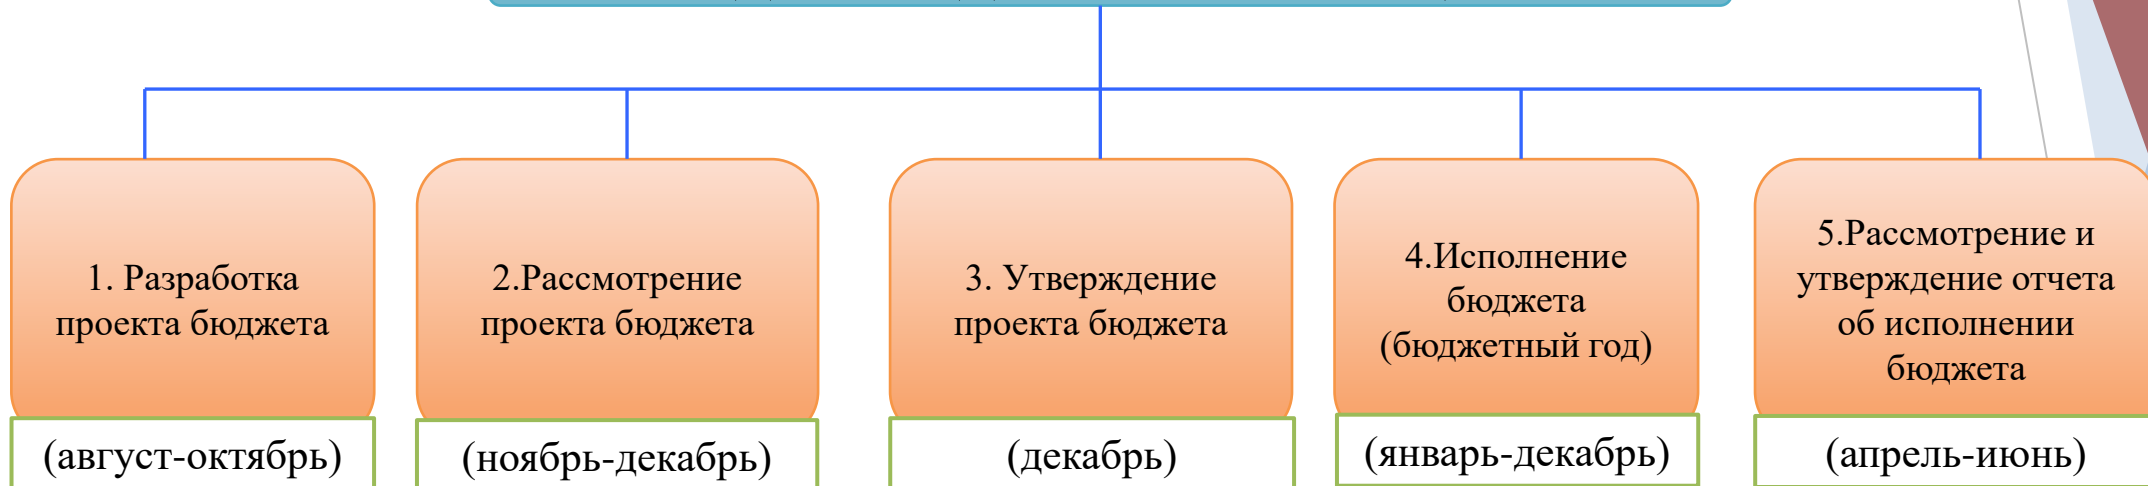 1. Разработка
проекта бюджета
(август-октябрь)
2.Рассмотрение
проекта бюджета
(ноябрь-декабрь)
3. Утверждение
проекта бюджета
(декабрь)
4.Исполнение
бюджета
(бюджетный год)
(январь-декабрь)
5.Рассмотрение и
утверждение отчета
об исполнении
бюджета
(апрель-июнь)